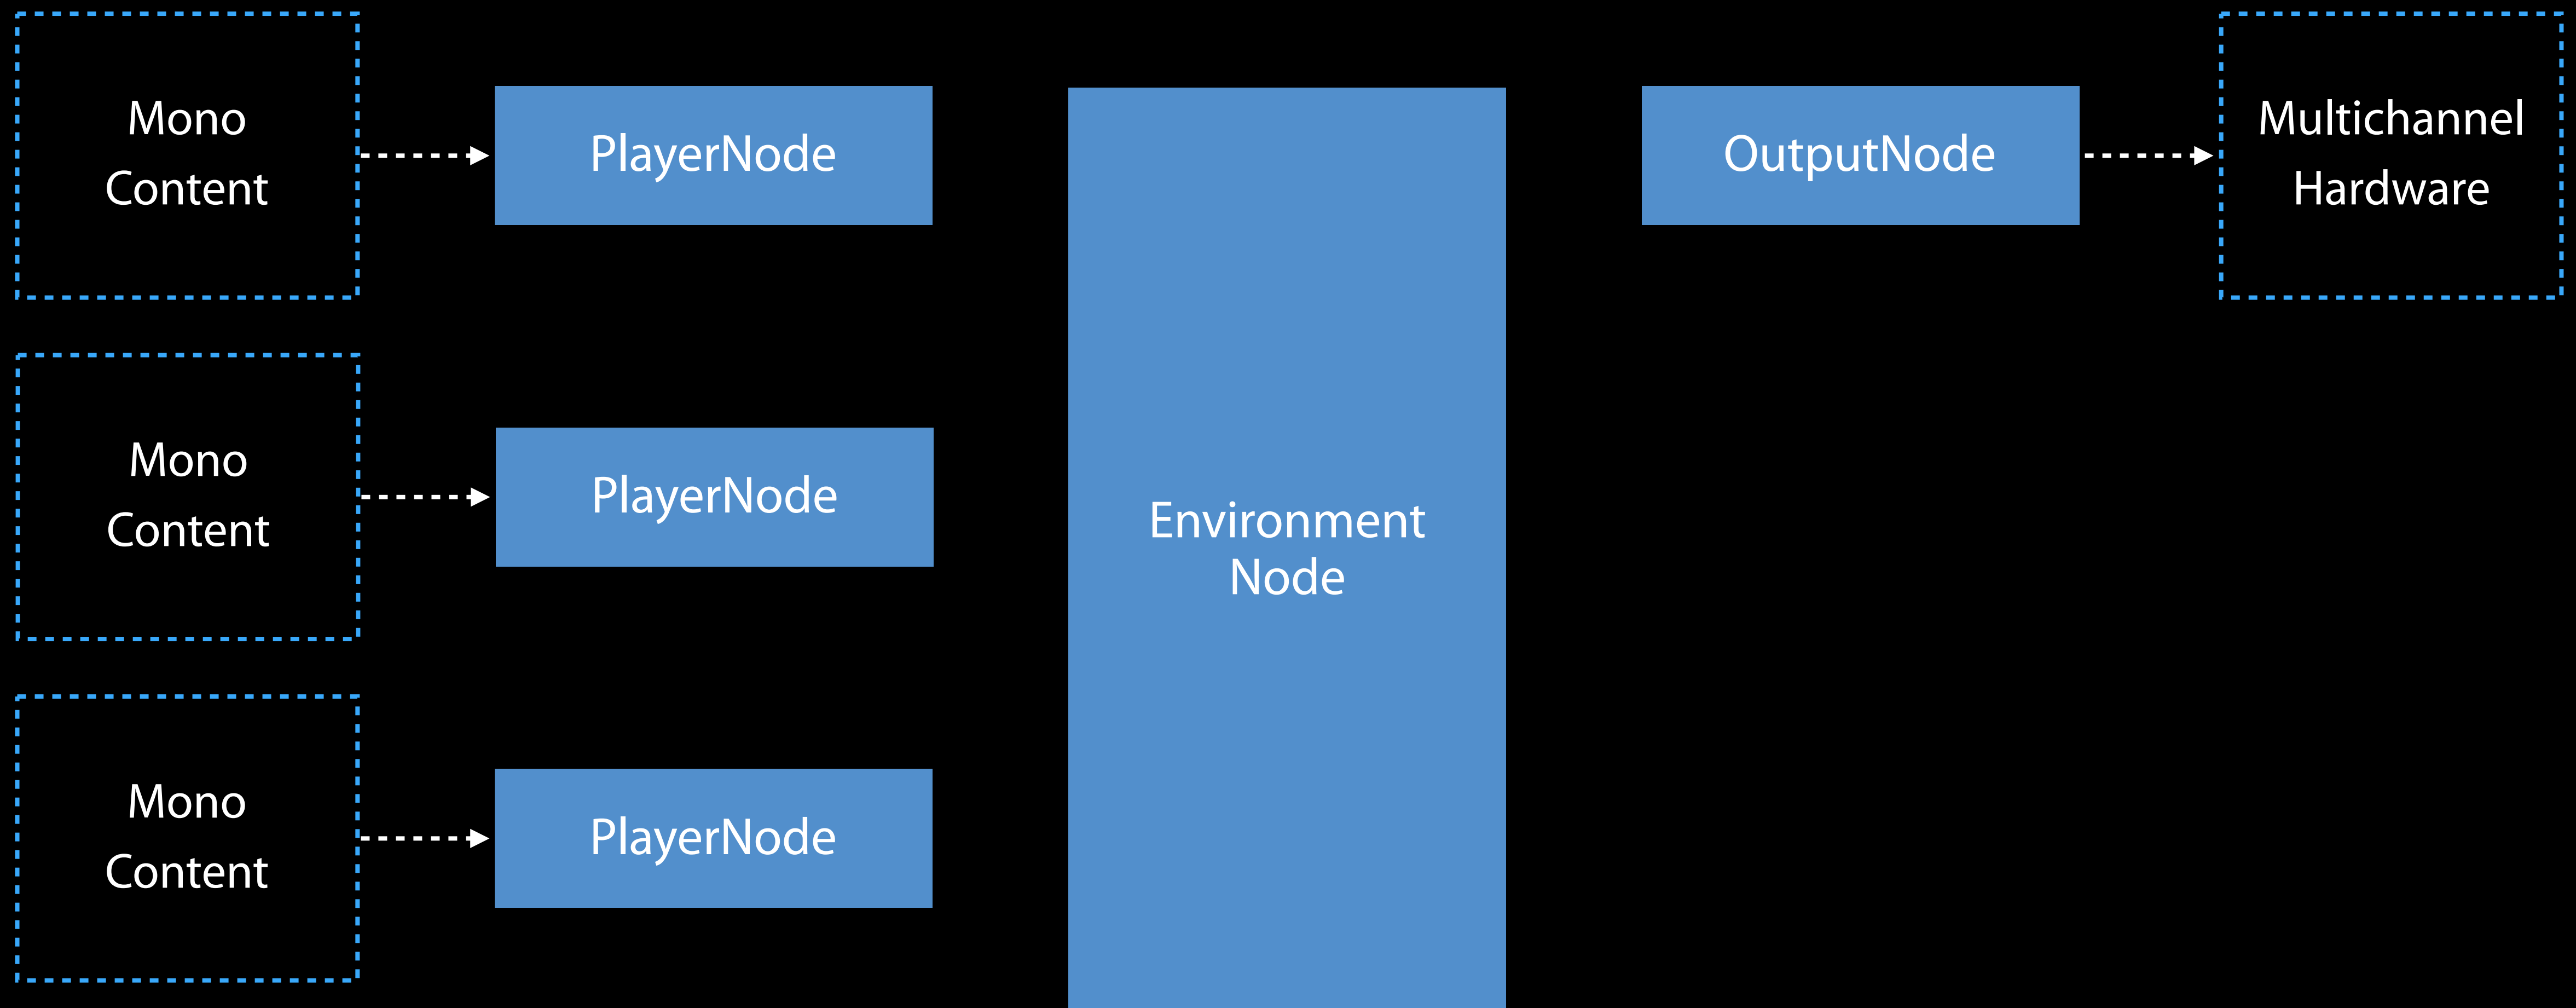 Mono
Content
PlayerNode
OutputNode
Multichannel
Hardware
Mono
Content
PlayerNode
Environment
Node
Mono
Content
PlayerNode